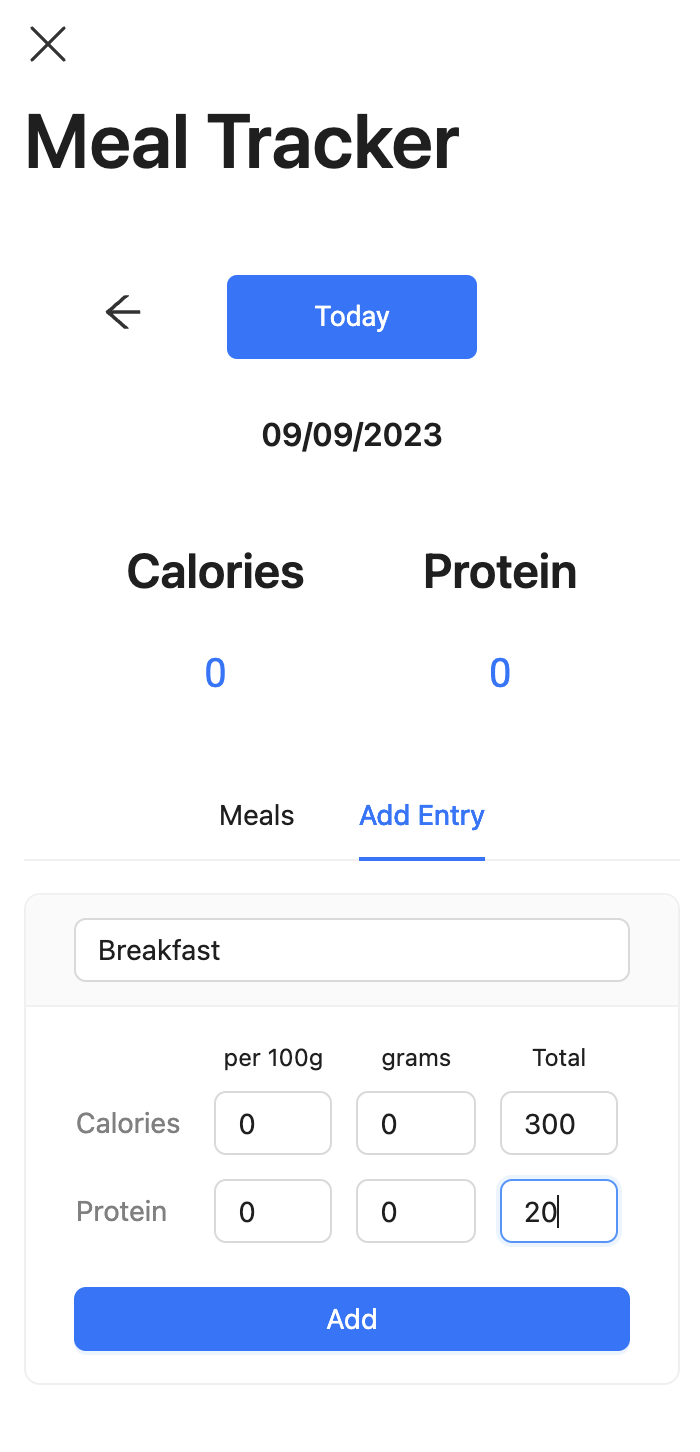 Meal Tracker
Today
09/09/2023
Calories Protein
0 0
Meals Add Entry
Breakfast
per 100g grams Total
Calories 0 0 300
Protein 0 0 20
Add